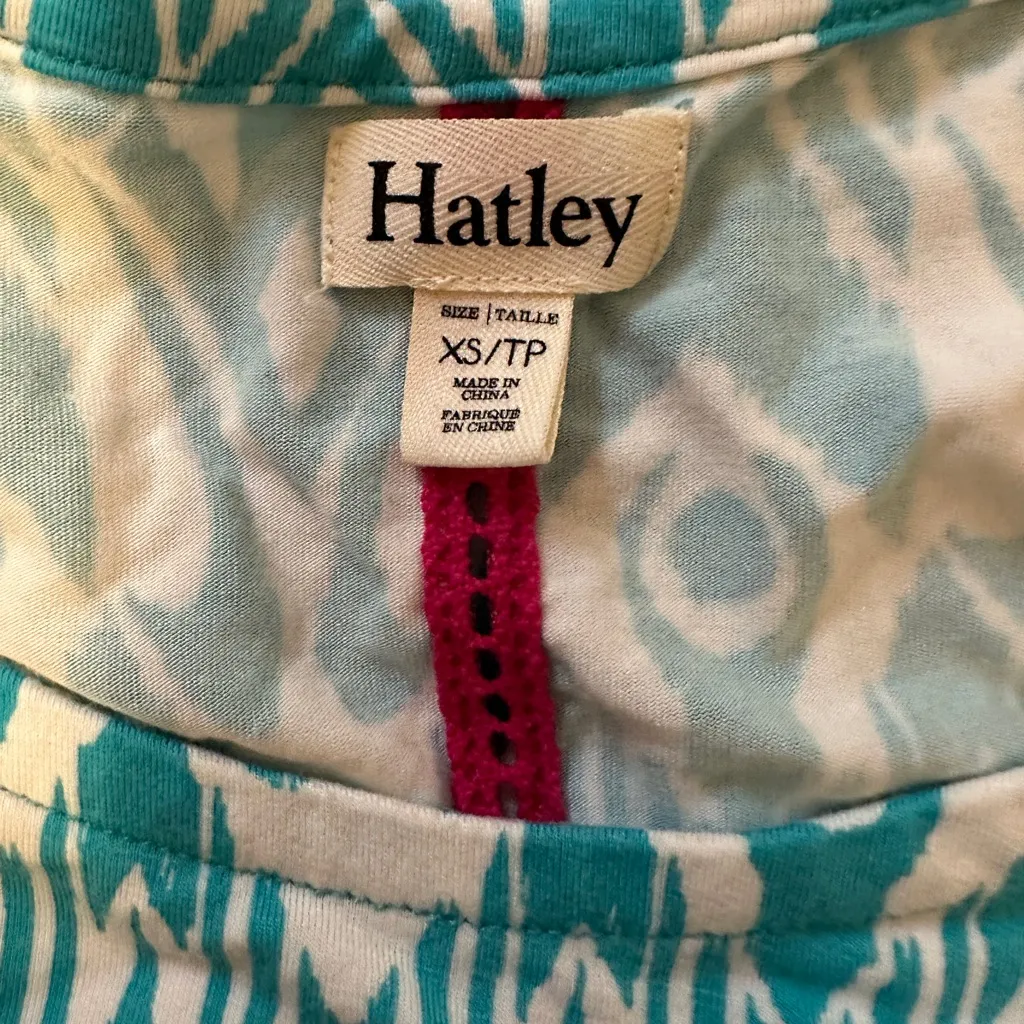 Hatley
SIZE | TAILLE
XS/TP
MADE IN
CHINA
FABRIQUÉ
EN CHINE